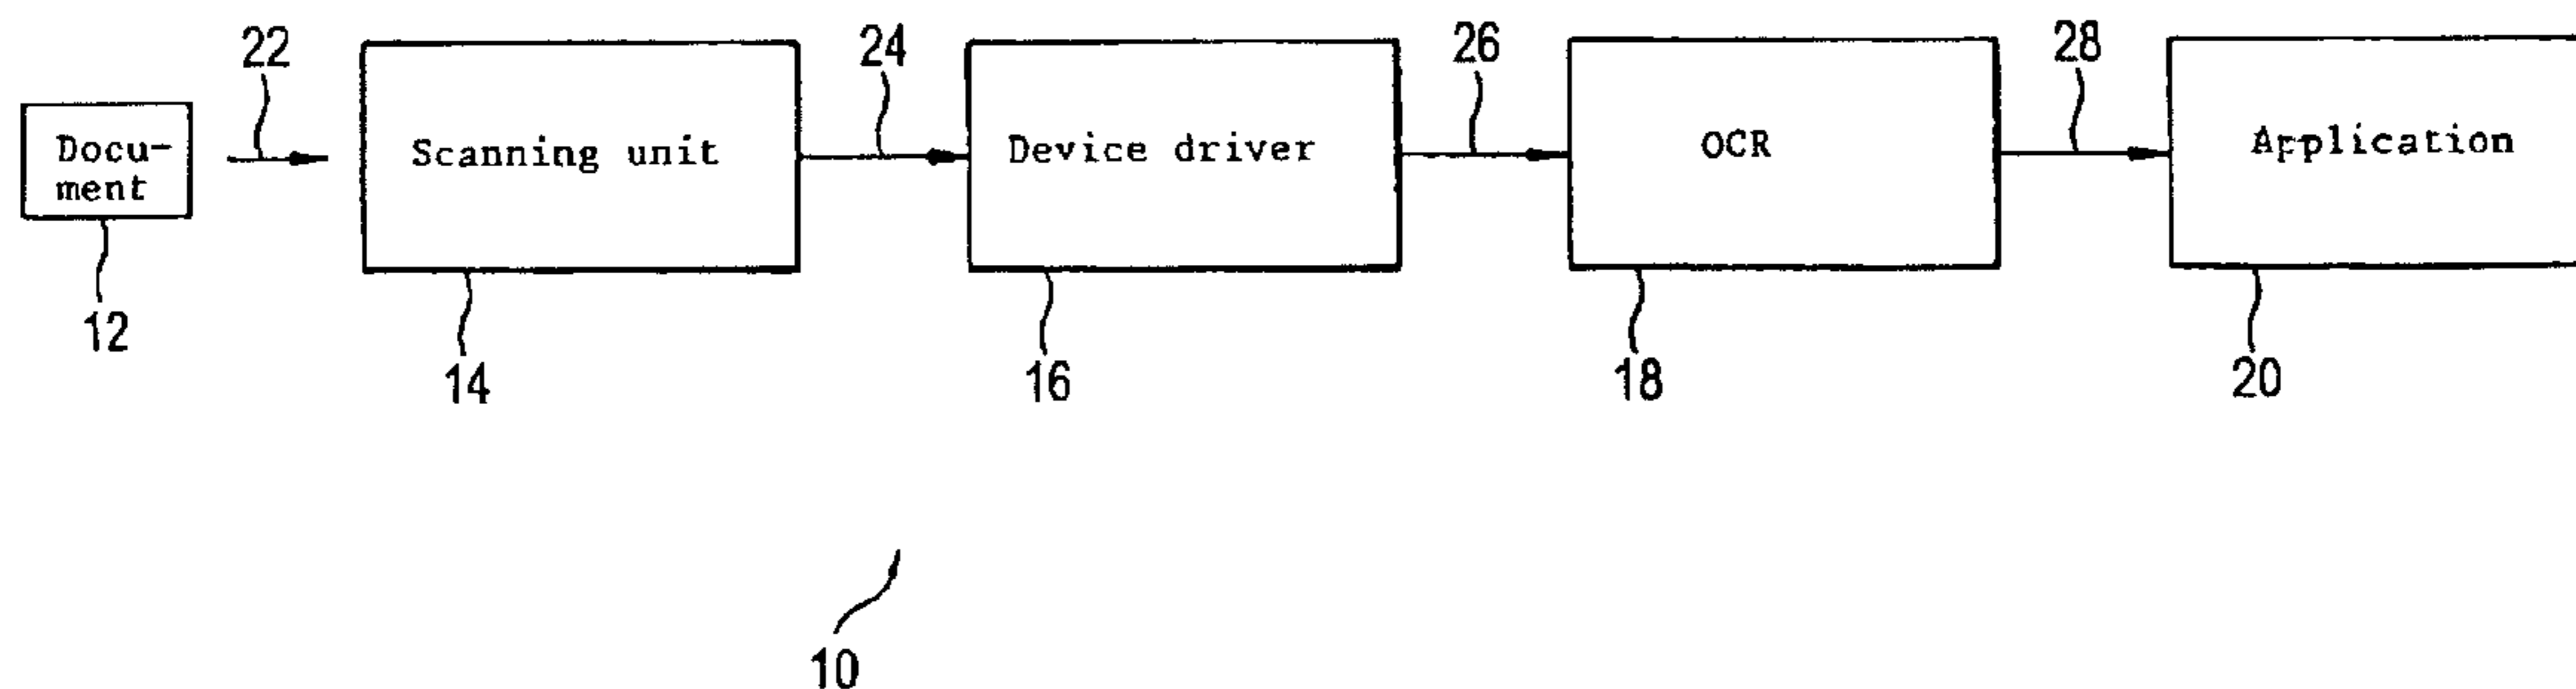 22
24
26
28
Docu-
ment
Scanning unit
Device driver
OCR
Application
12
14
16
18
20
10